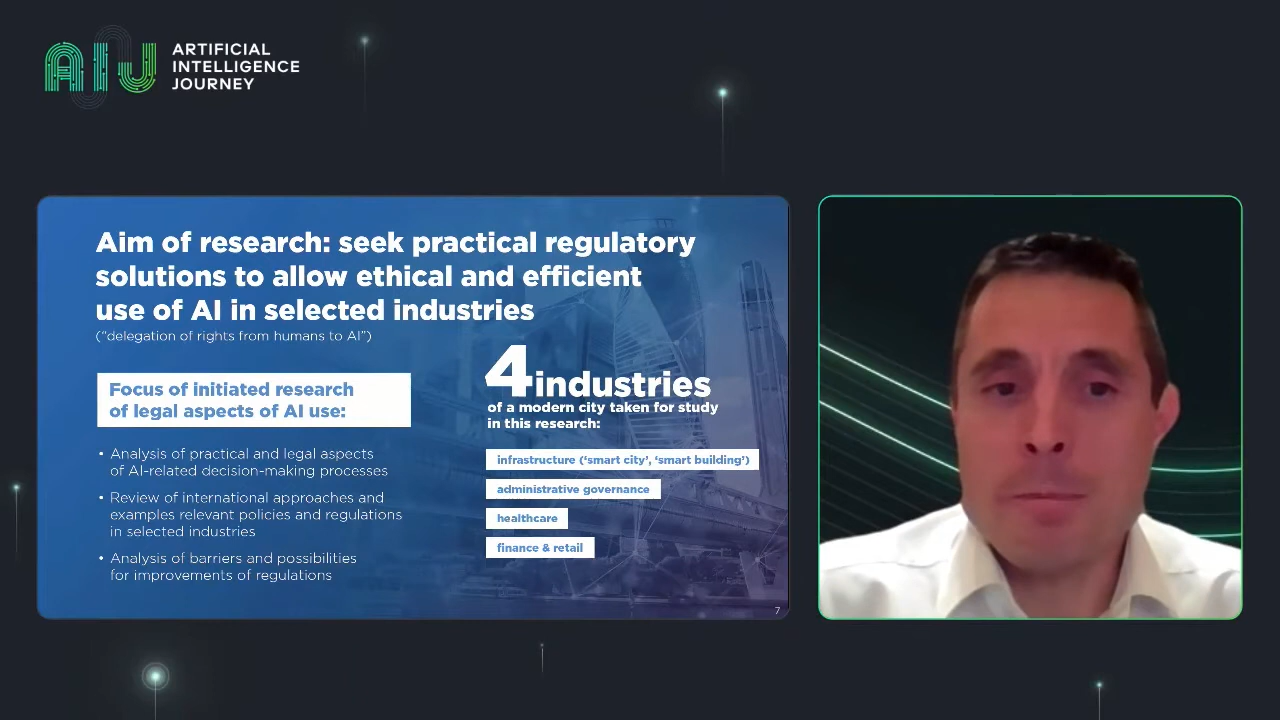 ARTIFICIAL
INTELLIGENCE
JOURNEY
Aim of research: seek practical regulatory
solutions to allow ethical and efficient
use of AI in selected industries
(“delegation of rights from humans to AI”)
Focus of initiated research
of legal aspects of AI use:
• Analysis of practical and legal aspects
of AI-related decision-making processes
• Review of international approaches and
examples relevant policies and regulations
in selected industries
• Analysis of barriers and possibilities
for improvements of regulations
4 industries
of a modern city taken for study
in this research:
infrastructure (‘smart city’, ‘smart building’)
administrative governance
healthcare
finance & retail
7